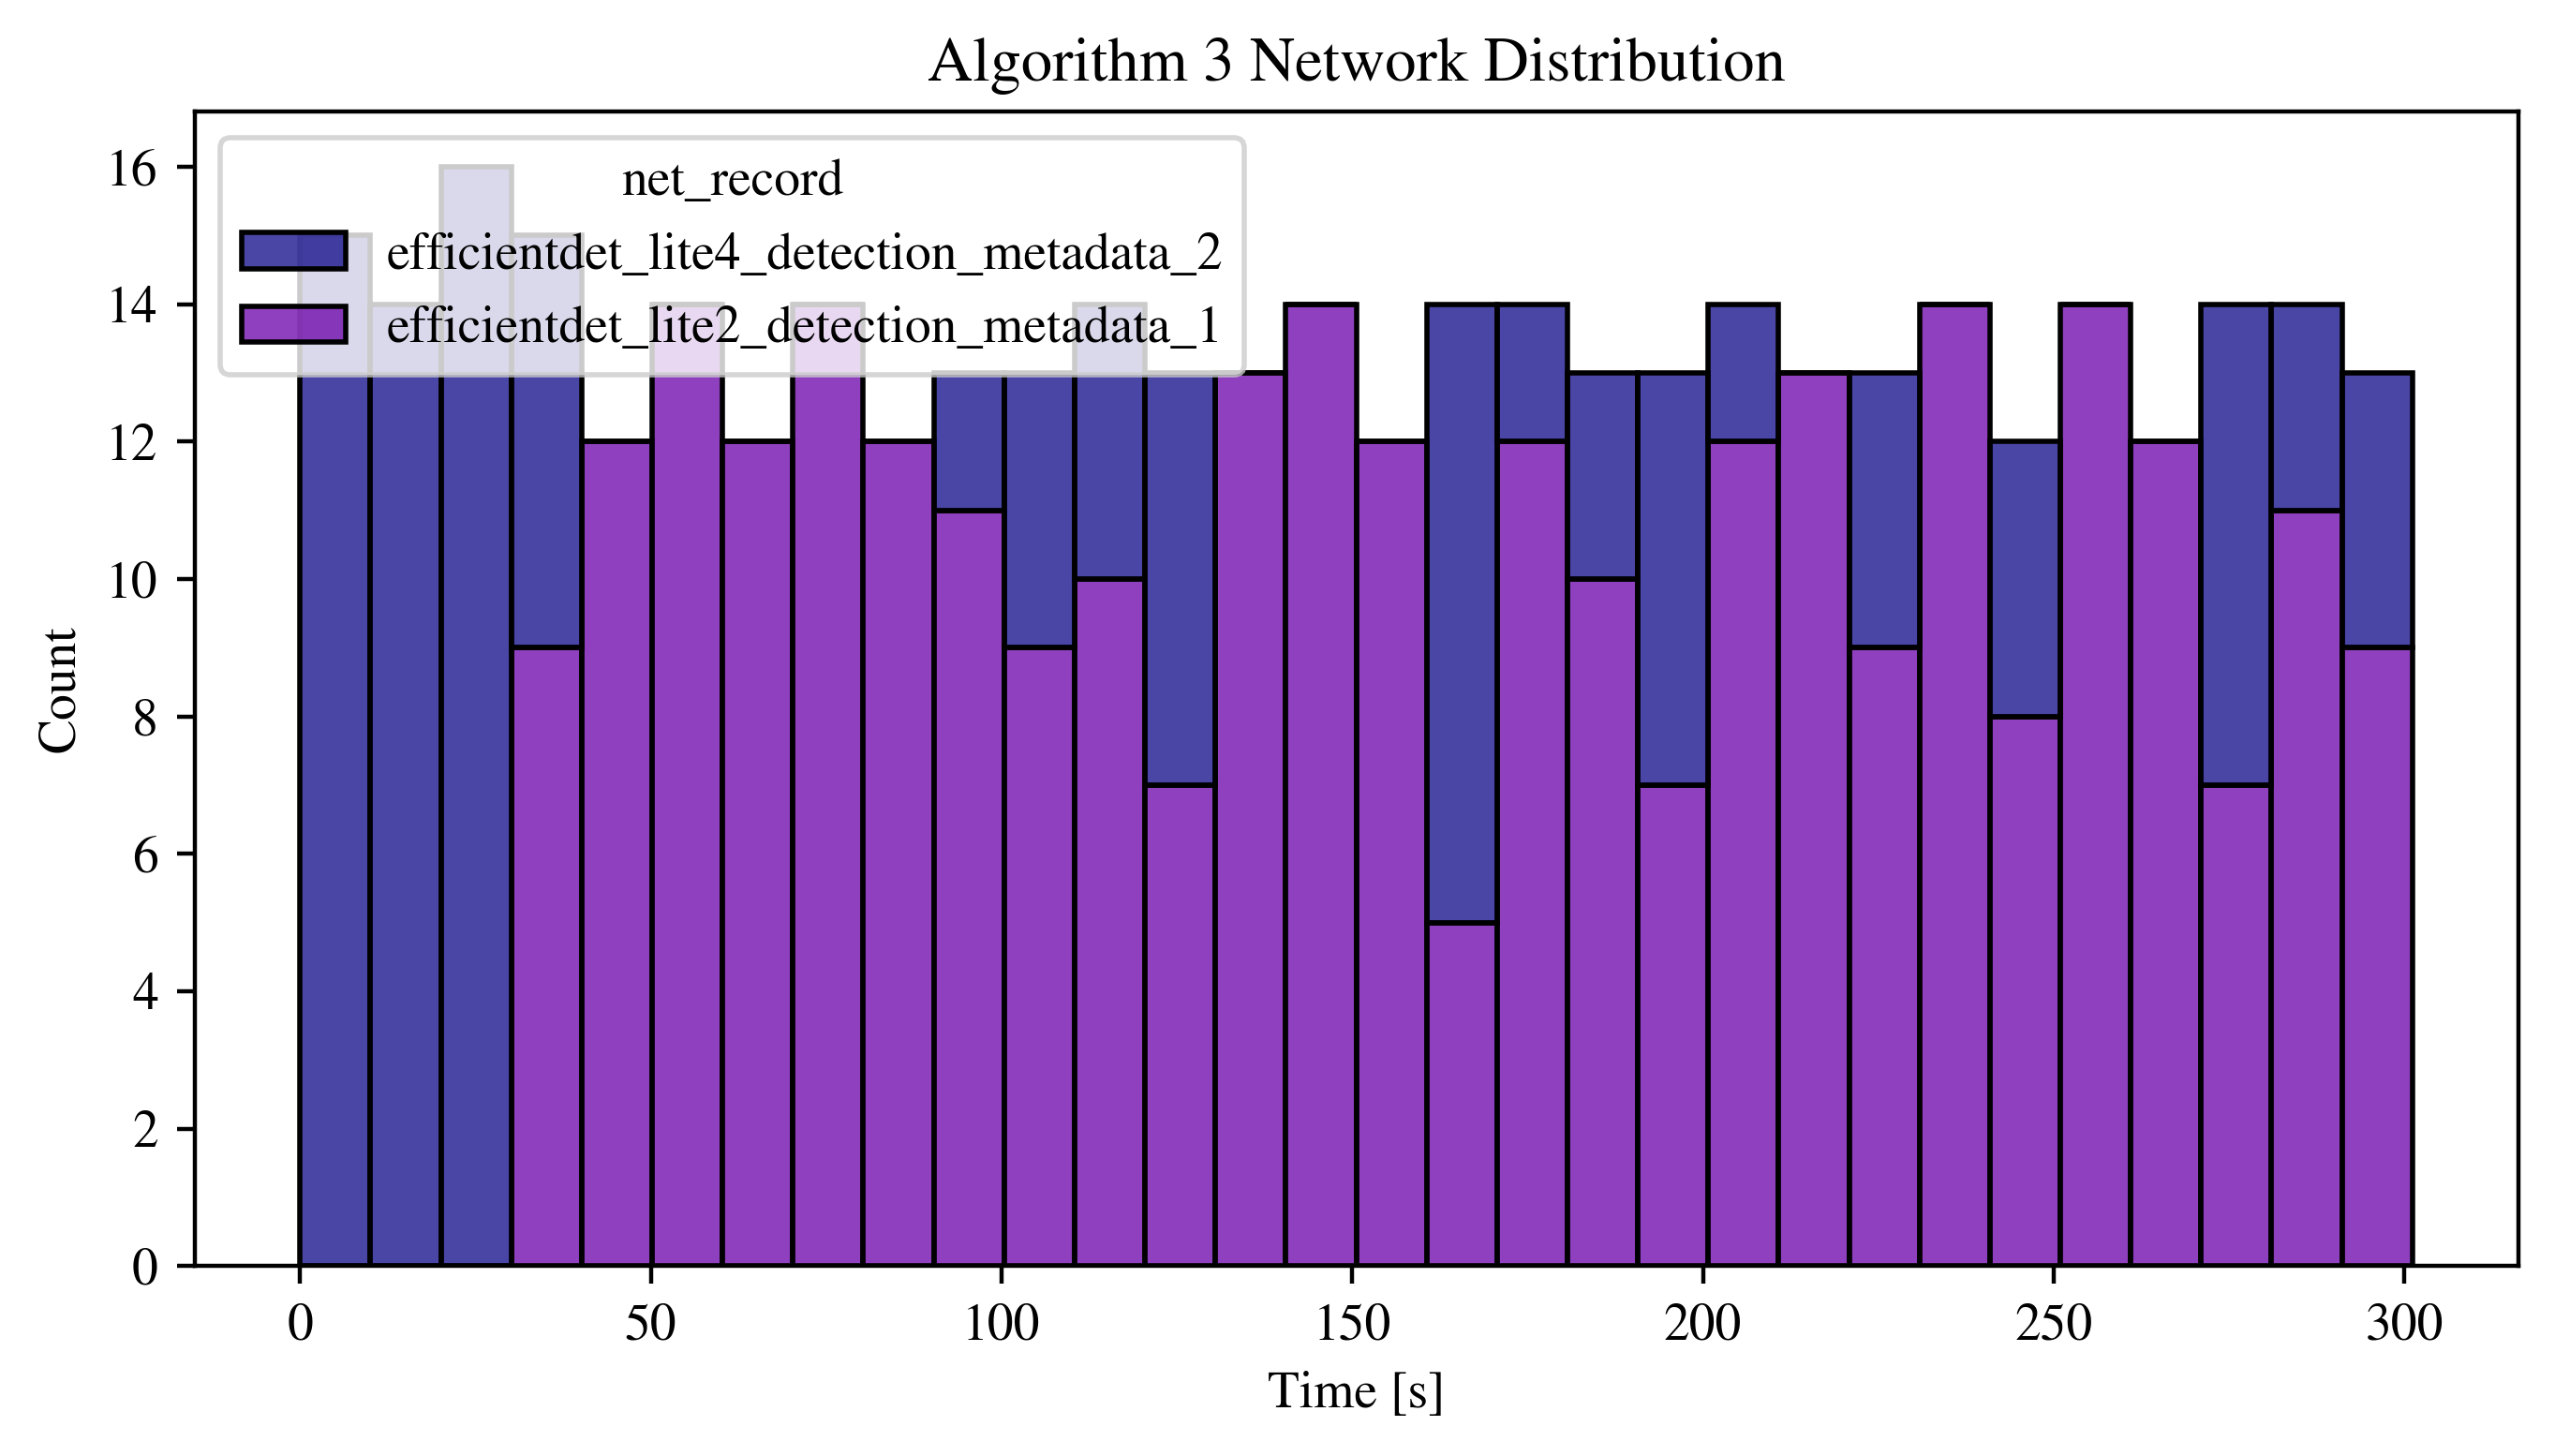 Algorithm 3 Network Distribution
net_record
efficientdet_lite4_detection_metadata_2
efficientdet_lite2_detection_metadata_1
16
14
12
10
8
6
4
2
0
Count
0 50 100 150 200 250 300
Time [s]